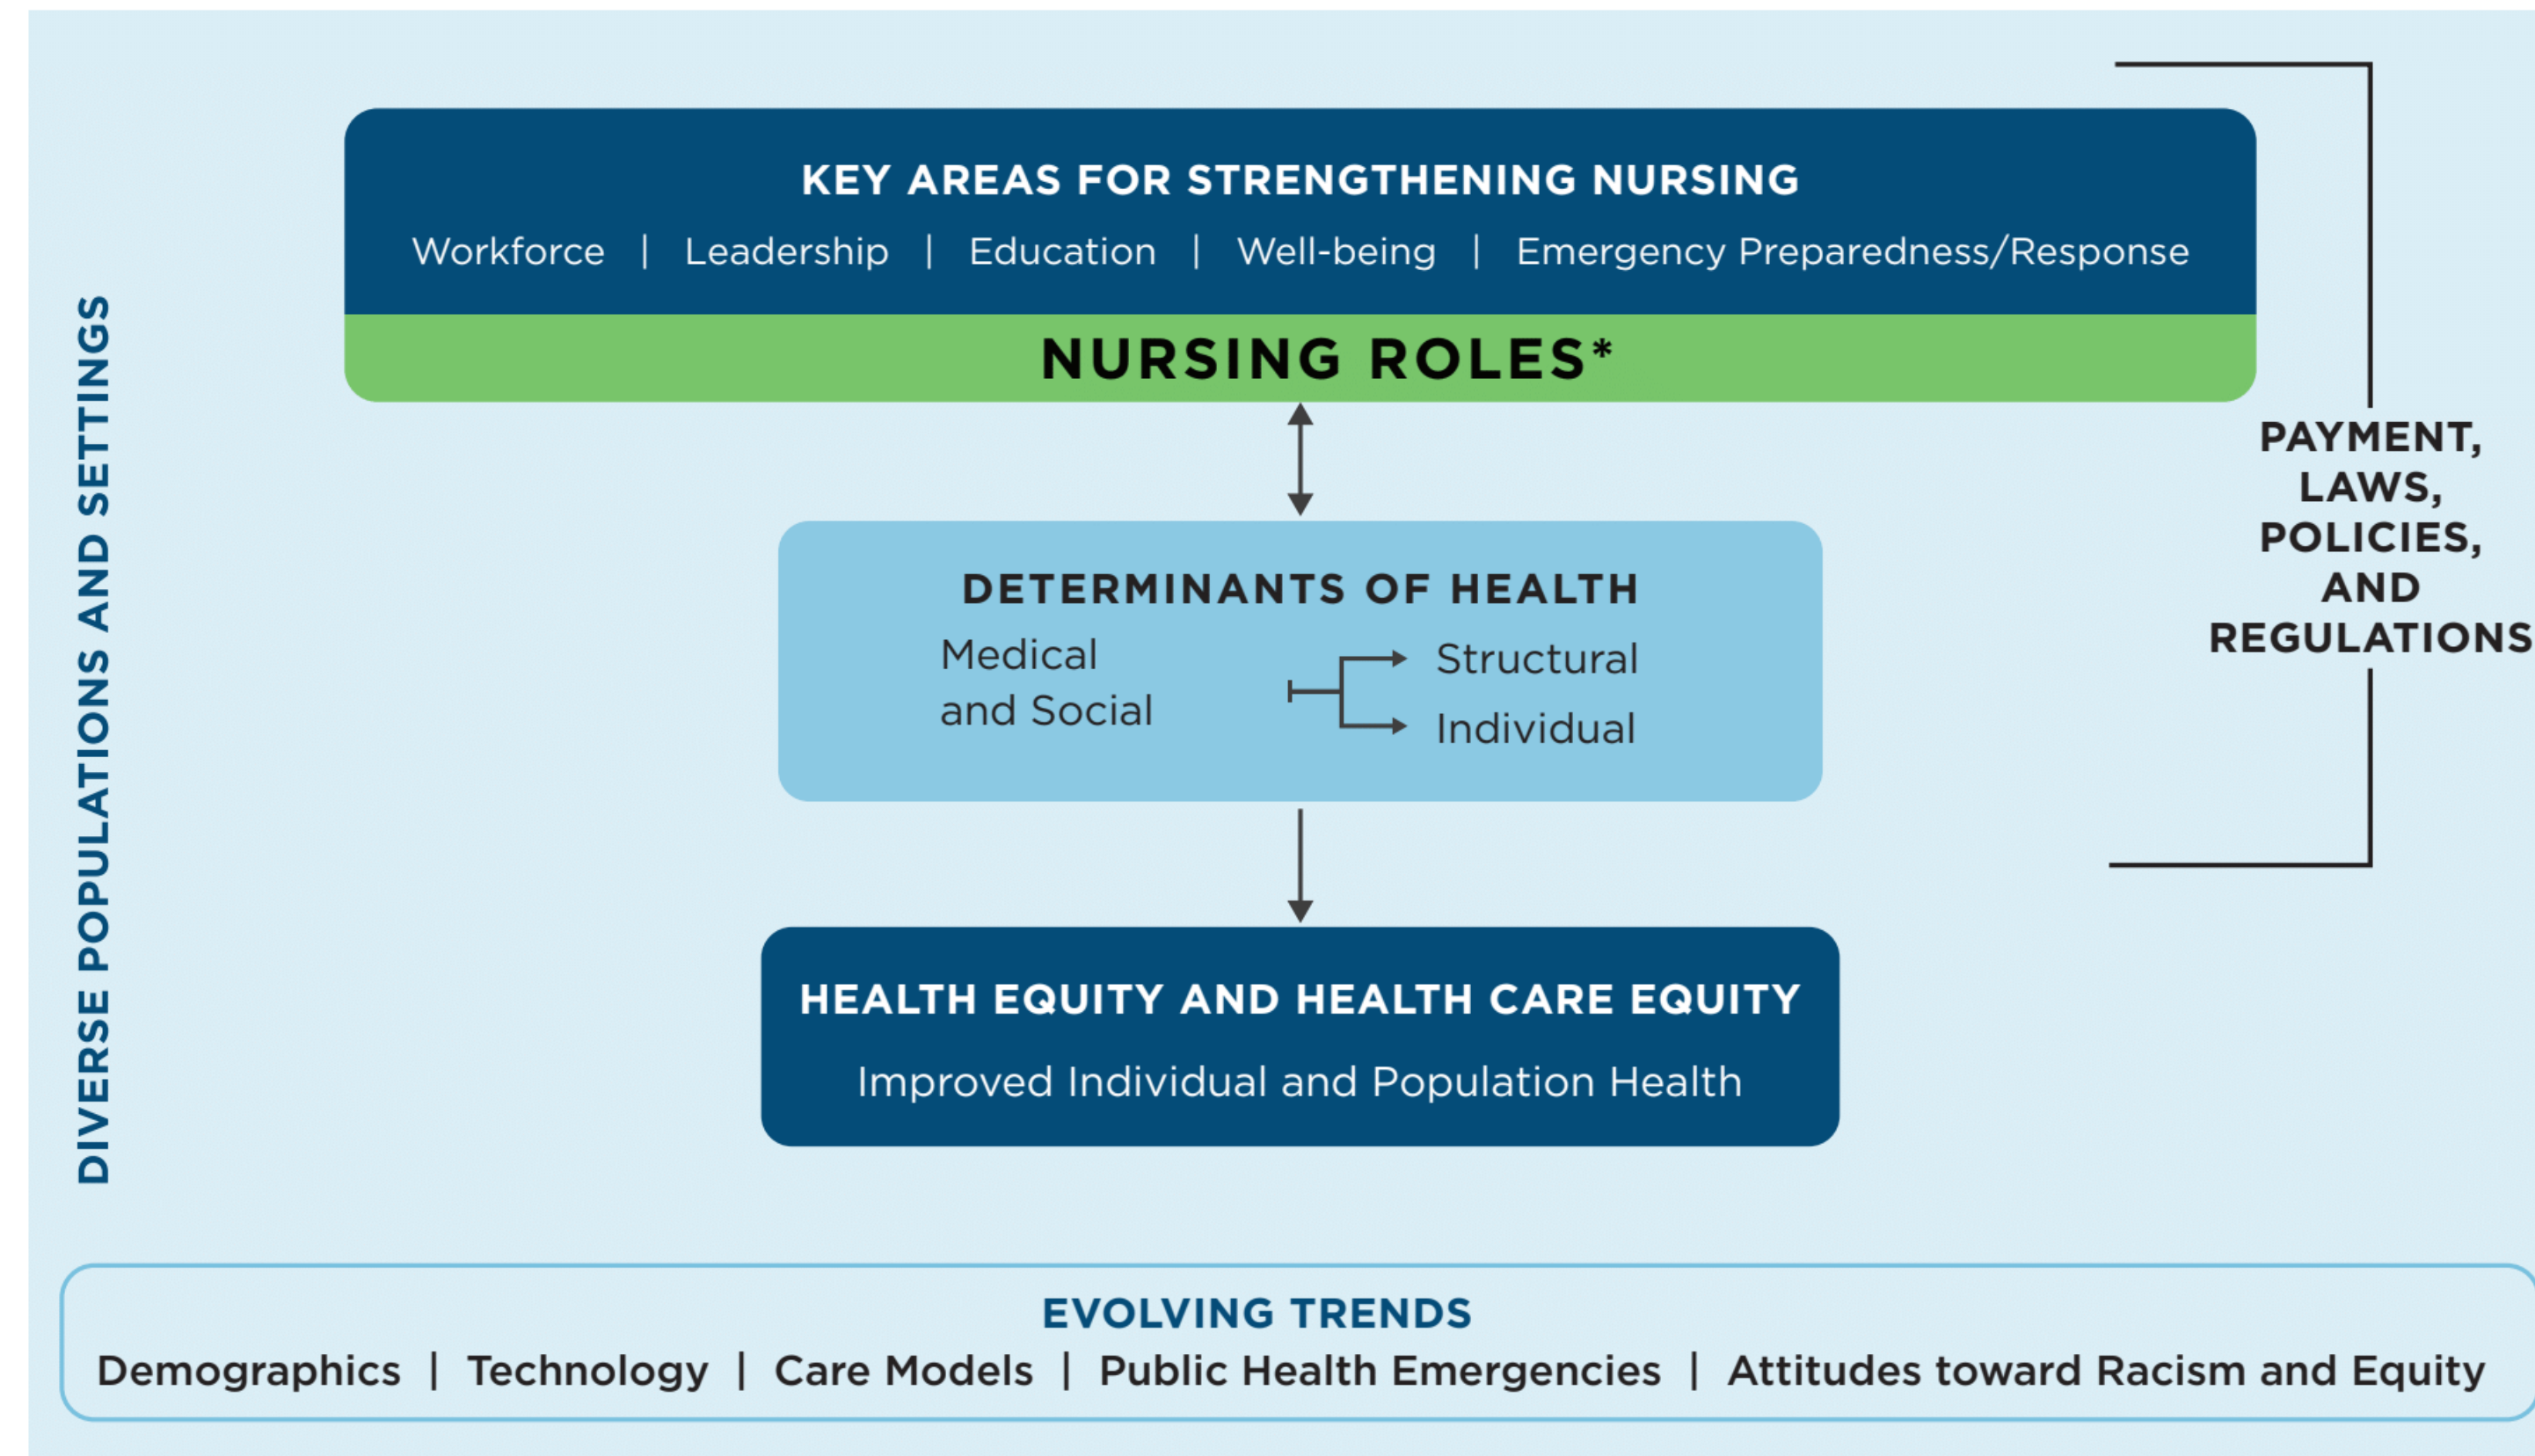 KEY AREAS FOR STRENGTHENING NURSING
Workforce | Leadership | Education | Well-being | Emergency Preparedness/Response
NURSING ROLES*
DIVERSE POPULATIONS AND SETTINGS
PAYMENT,
LAWS,
POLICIES,
AND
REGULATIONS
DETERMINANTS OF HEALTH
Medical
and Social
Structural
Individual
HEALTH EQUITY AND HEALTH CARE EQUITY
Improved Individual and Population Health
EVOLVING TRENDS
Demographics | Technology | Care Models | Public Health Emergencies | Attitudes toward Racism and Equity